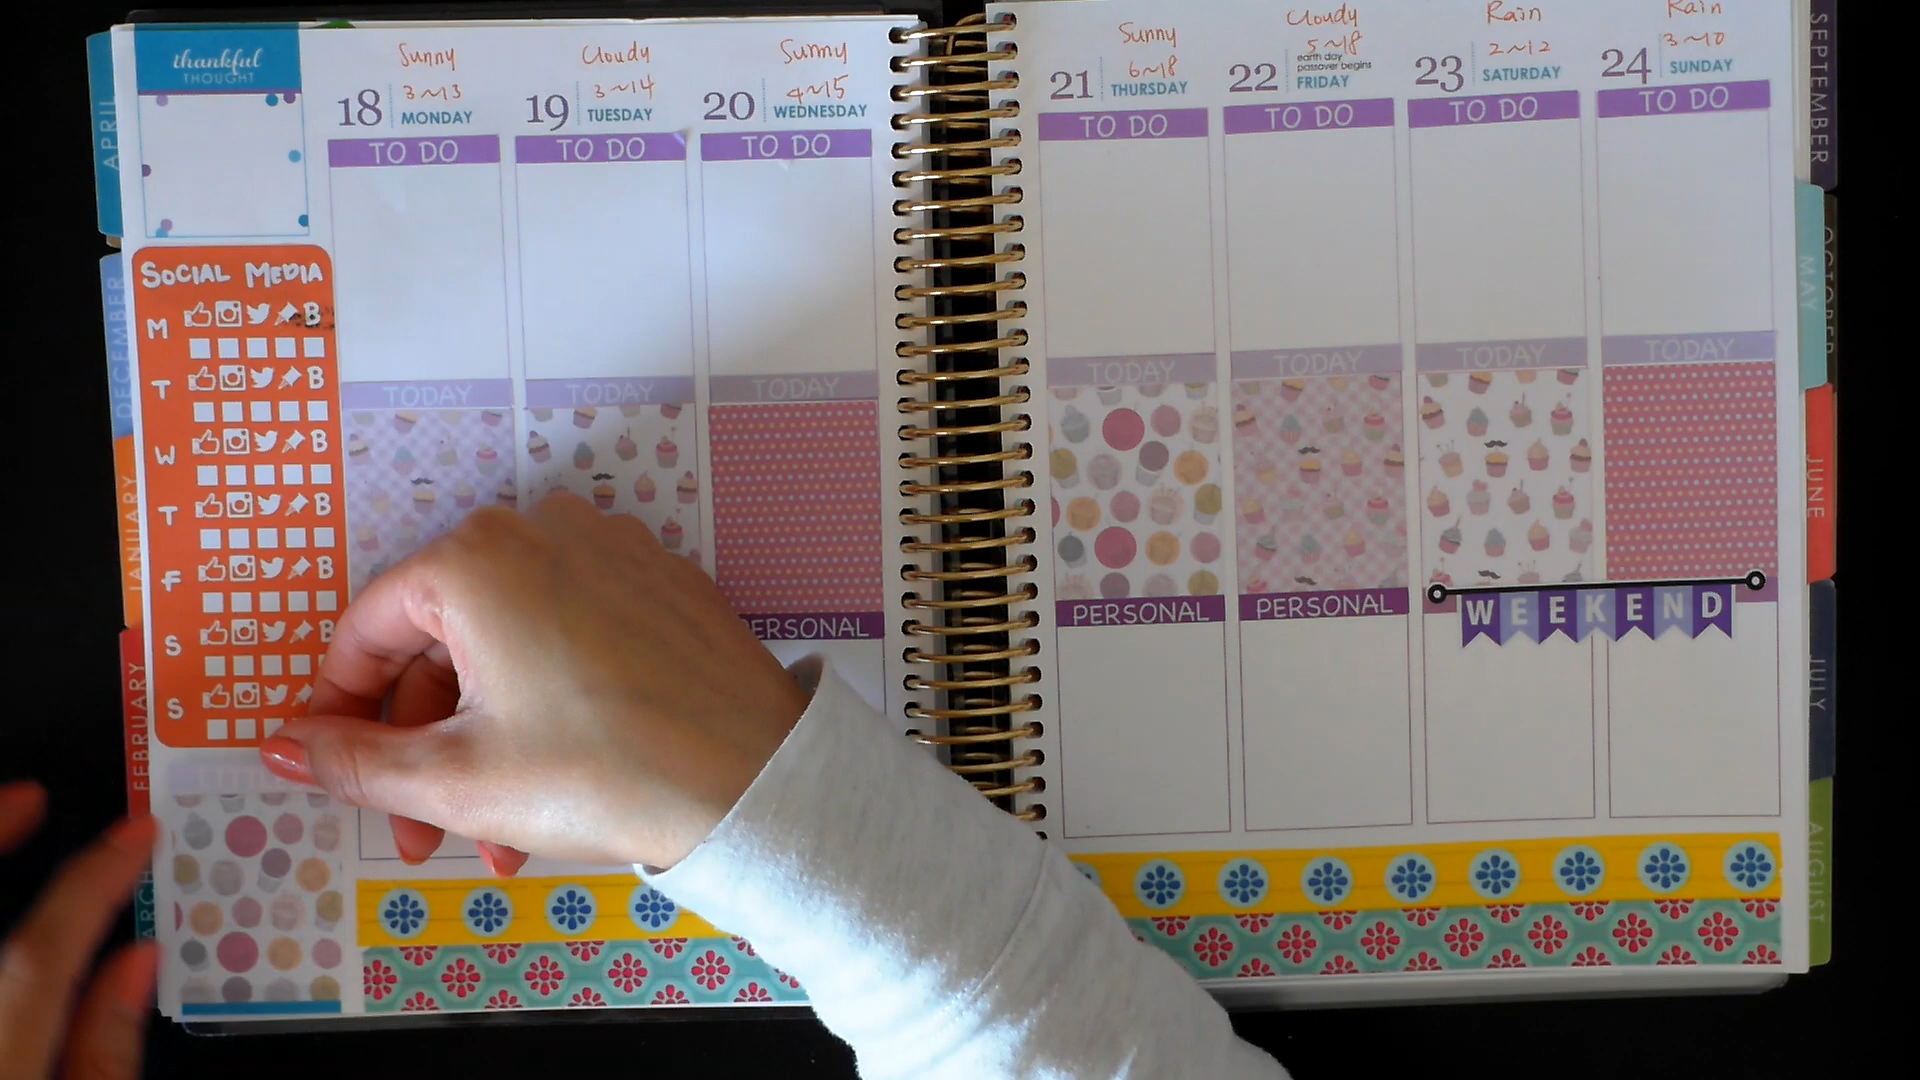 thankful
THOUGHT
Sunny
3~13
18 MONDAY
TO DO
TODAY
Cloudy
3~14
19 TUESDAY
TO DO
TODAY
Sunny
4~15
20 WEDNESDAY
TO DO
TODAY
PERSONAL
Sunny
6~18
21 THURSDAY
TO DO
TODAY
PERSONAL
Cloudy
5~18
earth day
passover begins
22 FRIDAY
TO DO
TODAY
PERSONAL
Rain
2~12
23 SATURDAY
TO DO
TODAY
Rain
3~10
24 SUNDAY
TO DO
TODAY
WEEKEND
SOCIAL MEDIA
M B
T B
W B
T B
F B
S B
S
APRIL
DECEMBER
JANUARY
FEBRUARY
SEPTEMBER
OCTOBER
MAY
JUNE
JULY
AUGUST